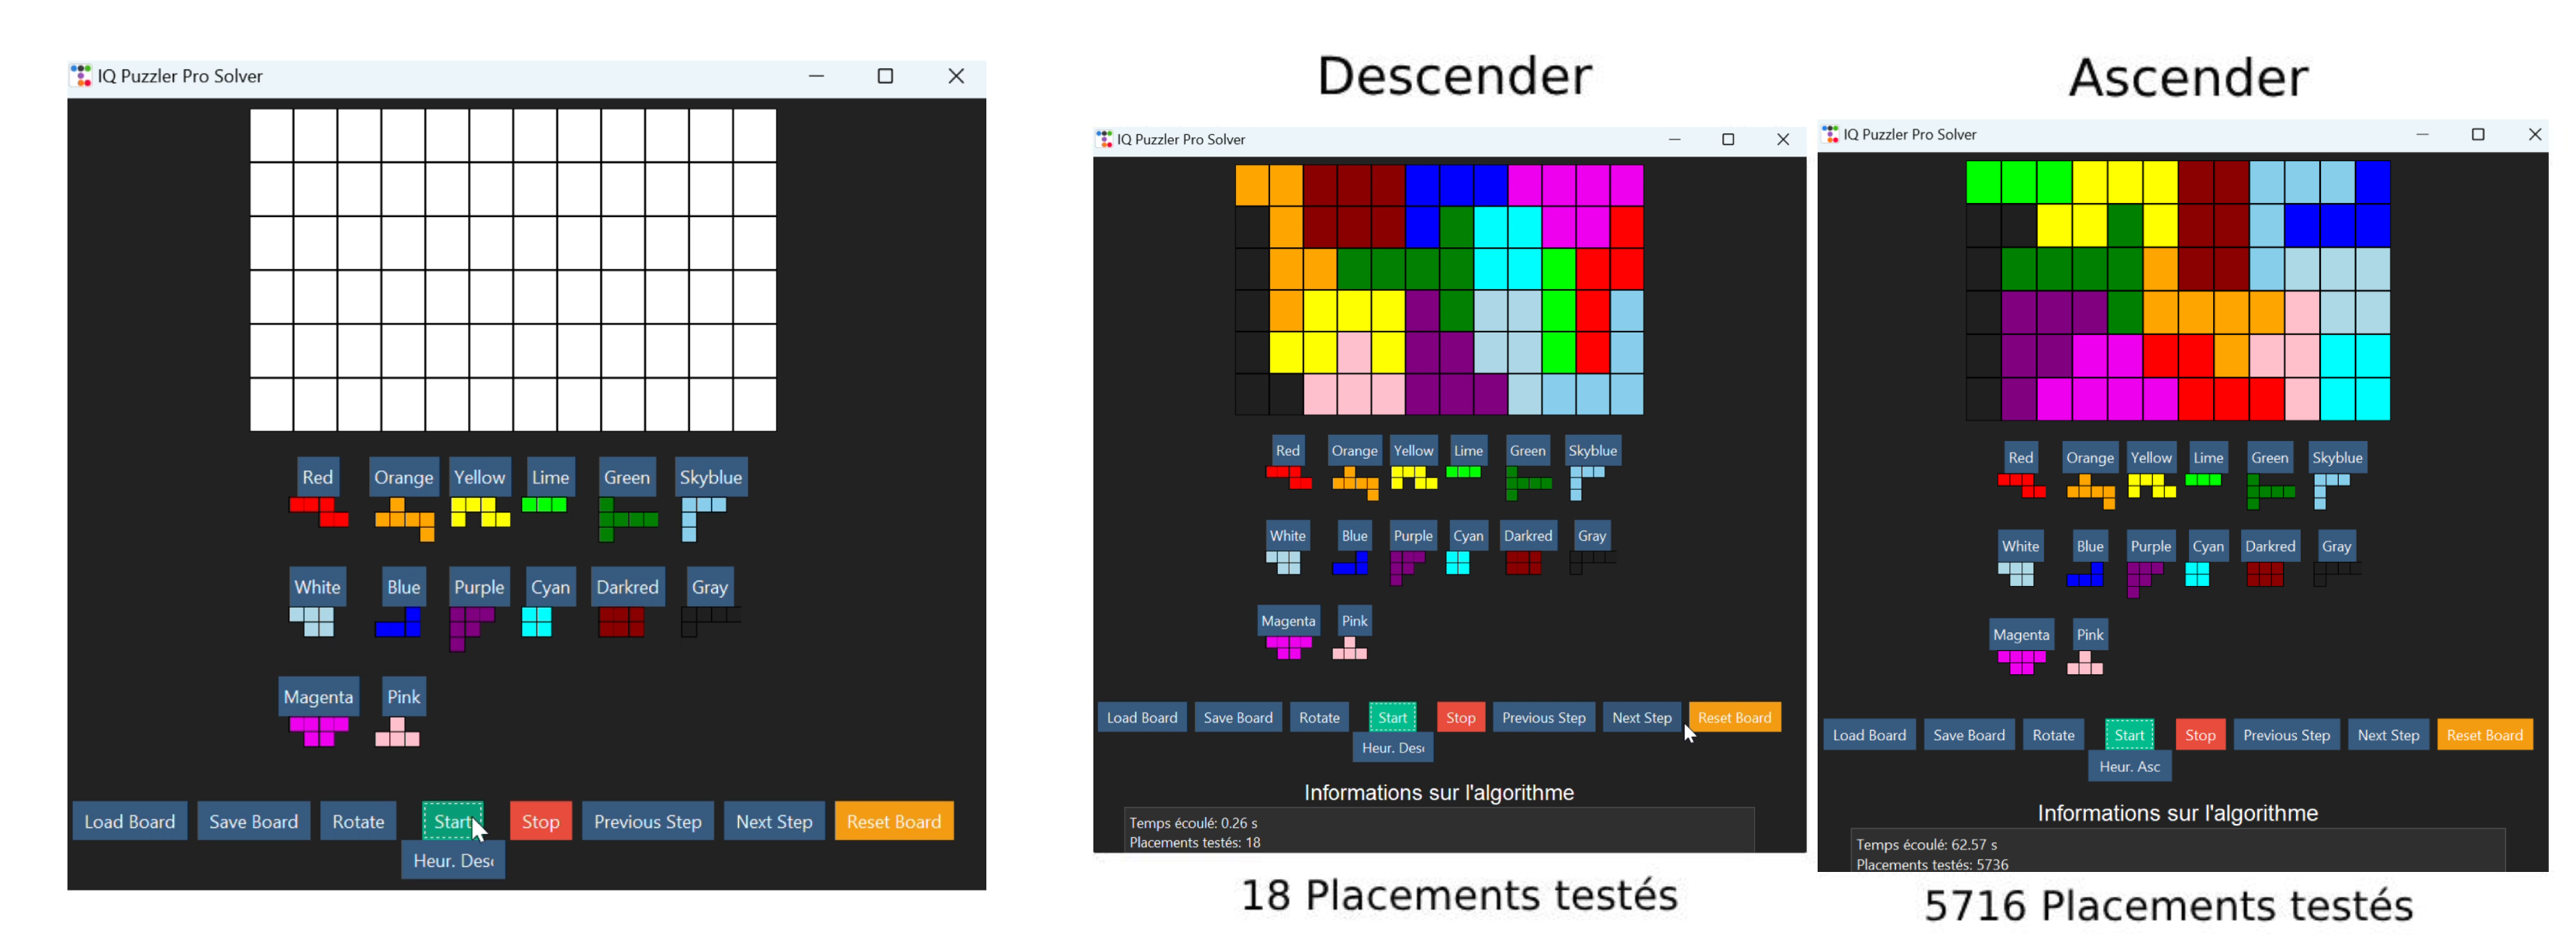 IQ Puzzler Pro Solver
Red Orange Yellow Lime Green Skyblue
White Blue Purple Cyan Darkred Gray
Magenta Pink
Load Board Save Board Rotate Start Stop Previous Step Next Step Reset Board
Heur. Des
Descender
IQ Puzzler Pro Solver
Red Orange Yellow Lime Green Skyblue
White Blue Purple Cyan Darkred Gray
Magenta Pink
Load Board Save Board Rotate Start Stop Previous Step Next Step Reset Board
Heur. Des
Informations sur l'algorithme
Temps écoulé: 0.26 s
Placements testés: 18
18 Placements testés
Ascender
IQ Puzzler Pro Solver
Red Orange Yellow Lime Green Skyblue
White Blue Purple Cyan Darkred Gray
Magenta Pink
Load Board Save Board Rotate Start Stop Previous Step Next Step Reset Board
Heur. Asc
Informations sur l'algorithme
Temps écoulé: 62.57 s
Placements testés: 5736
5716 Placements testés